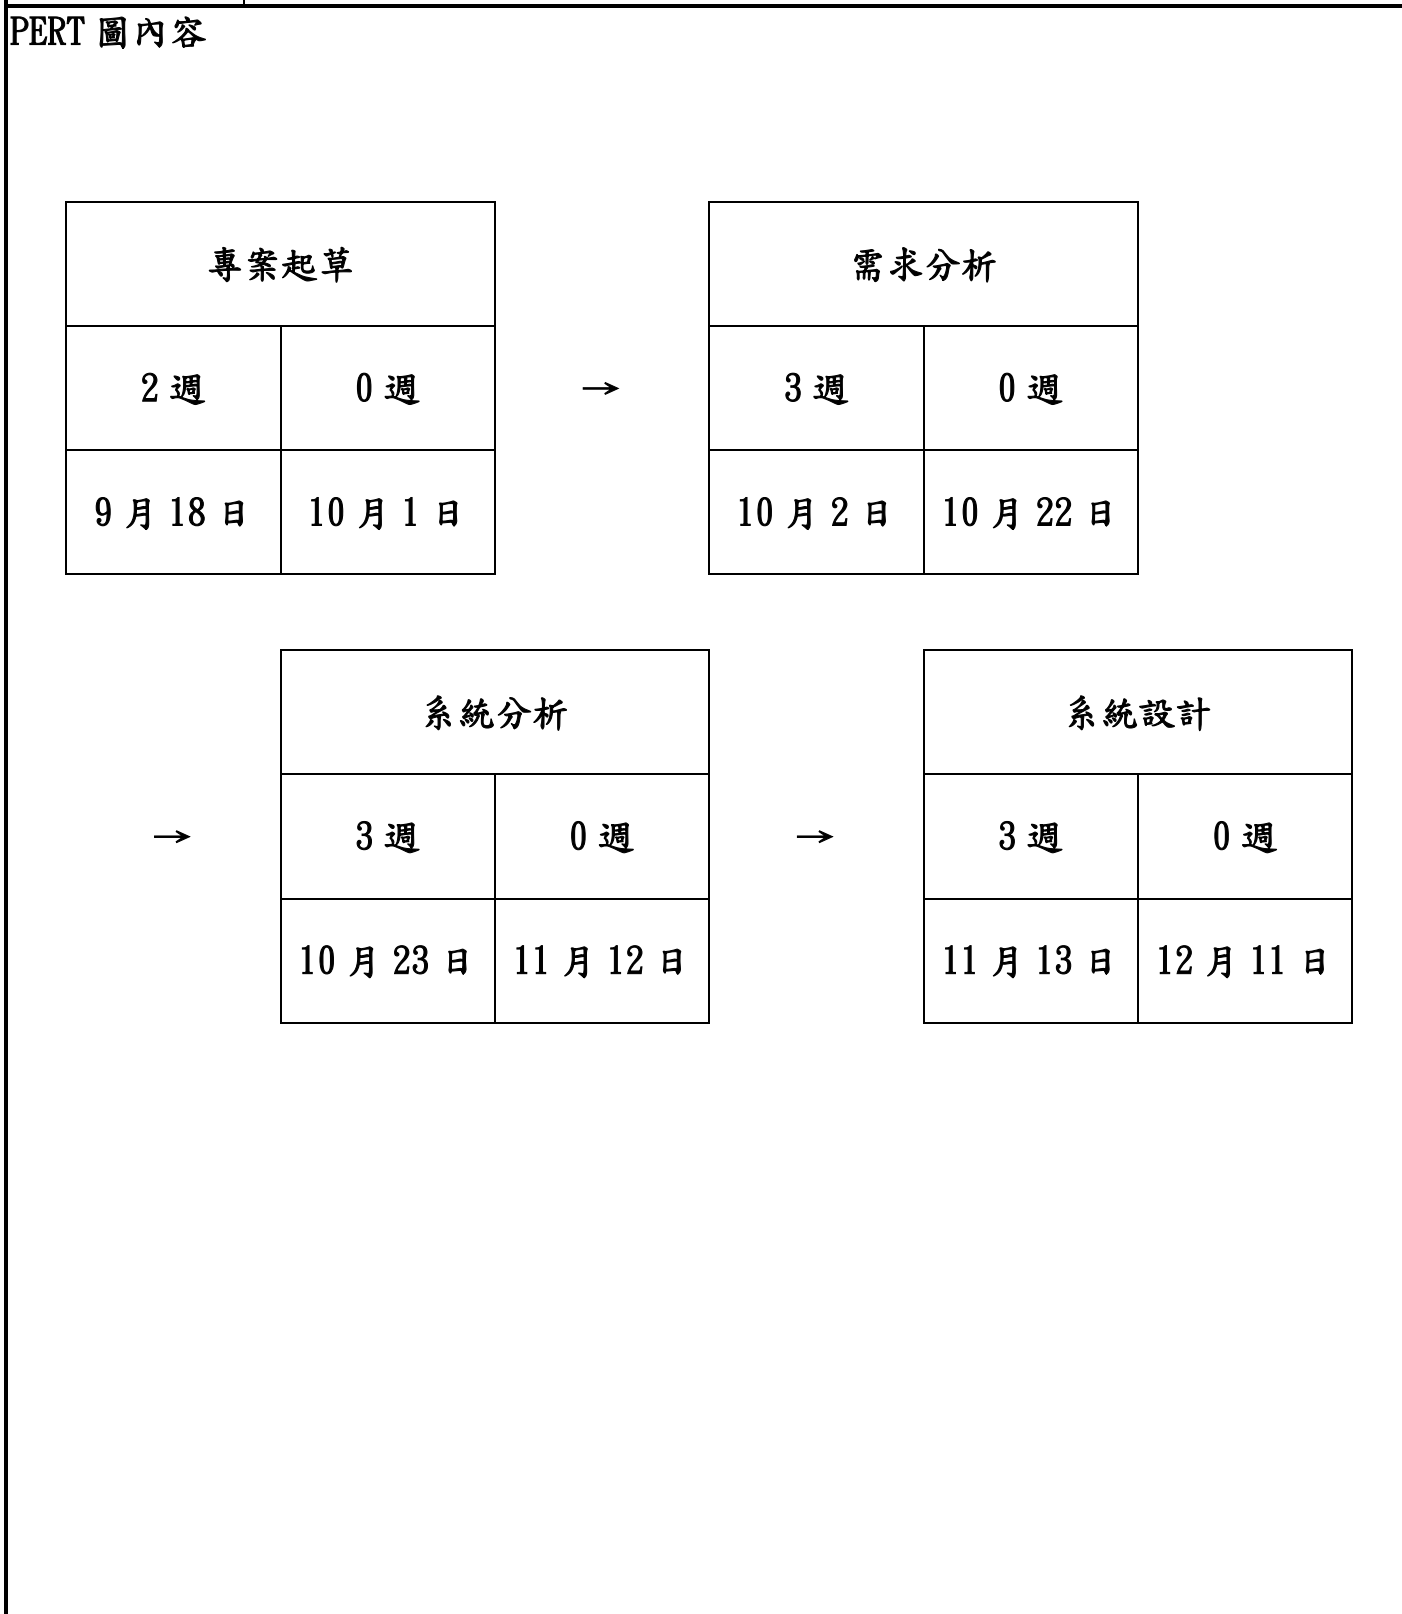 PERT 圖內容
專案起草
需求分析
2 週 0 週 → 3 週 0 週
9 月 18 日 10 月 1 日 10 月 2 日 10 月 22 日
系統分析
系統設計
→ 3 週 0 週 → 3 週 0 週
10 月 23 日 11 月 12 日 11 月 13 日 12 月 11 日